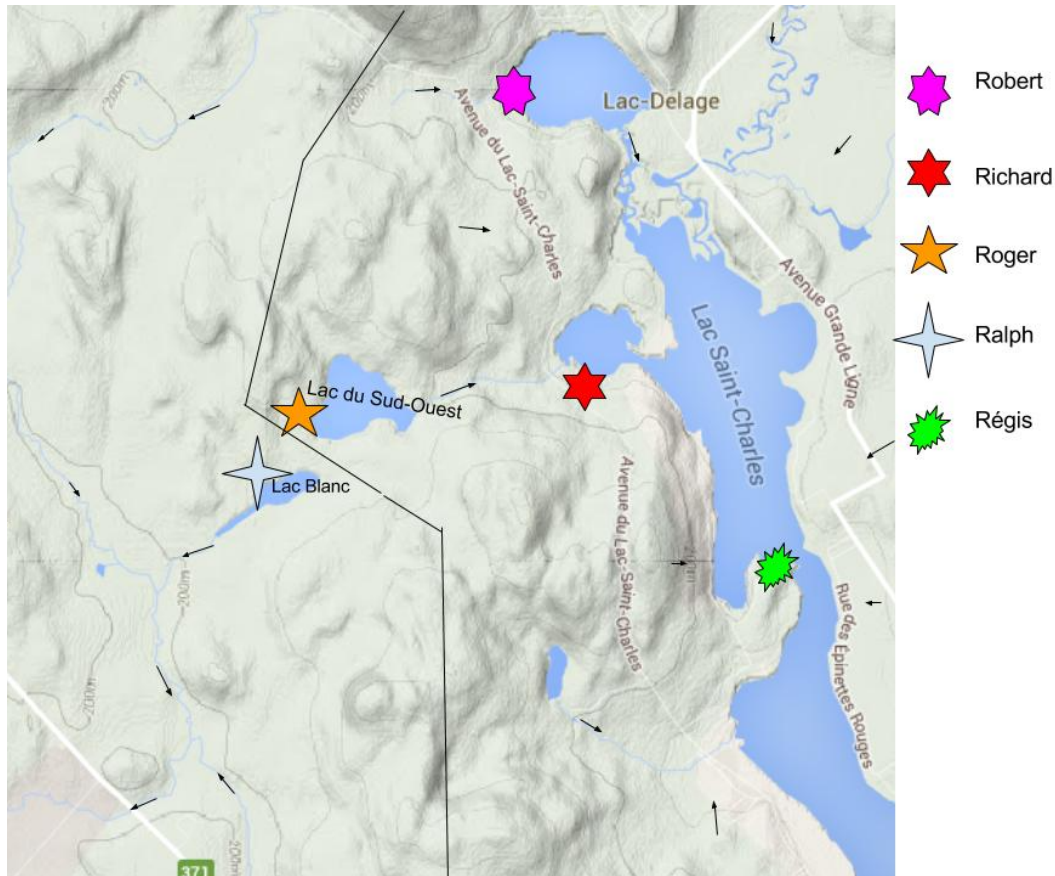 200m
200m
Lac-Delage
Avenue du Lac-Saint-Charles
Avenue Grande Ligne
Lac Saint-Charles
Lac du Sud-Ouest
Lac Blanc
Avenue du Lac-Saint-Charles
200m
200m
200m
Rue des Épinettes Rouges
200m
371
Robert
Richard
Roger
Ralph
Régis